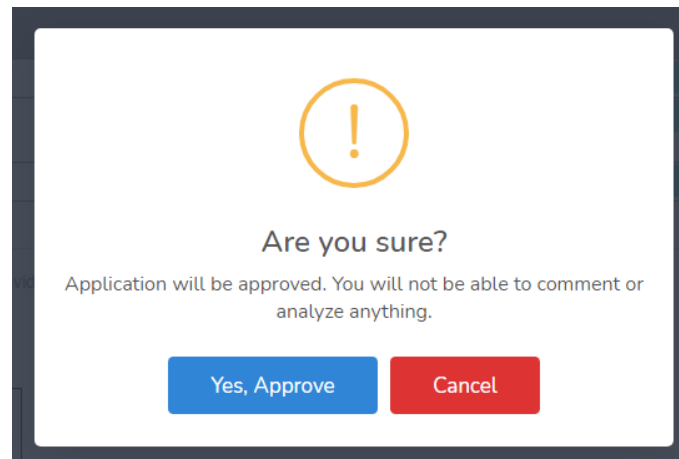 Are you sure?
Application will be approved. You will not be able to comment or
analyze anything.
Yes, Approve
Cancel